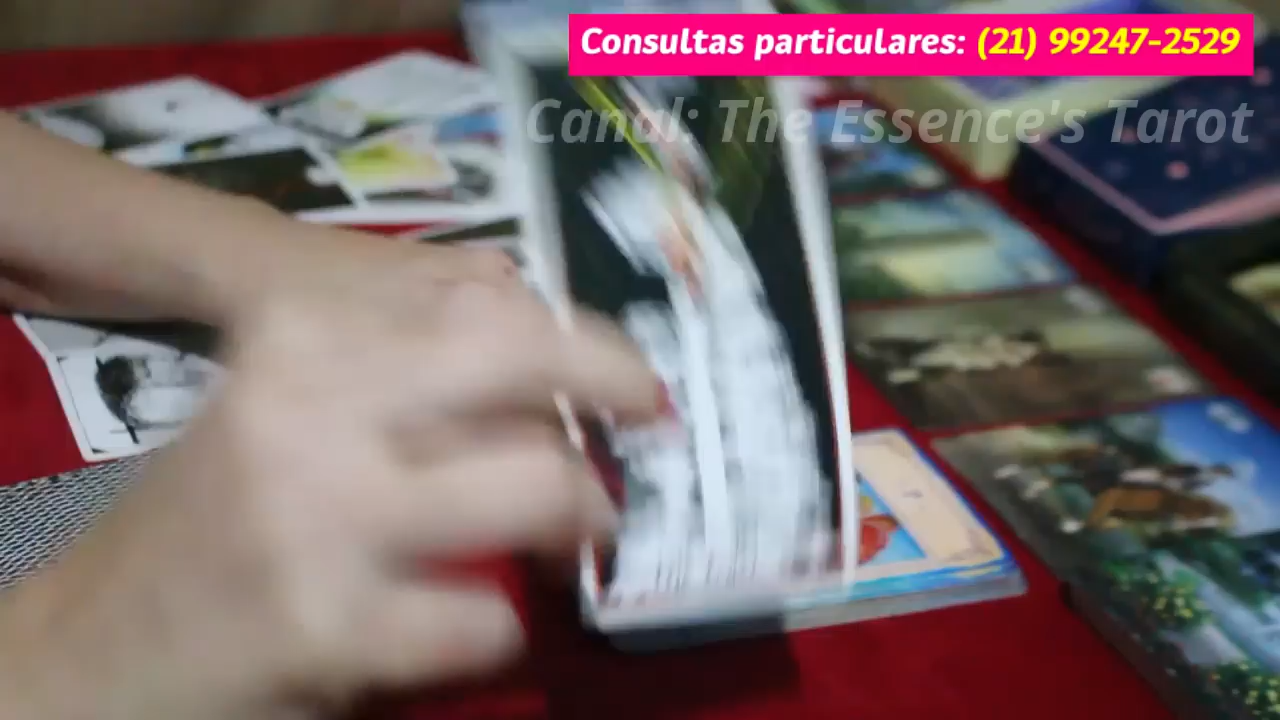 Consultas particulares: (21) 99247-2529
Canal: The Essence's Tarot